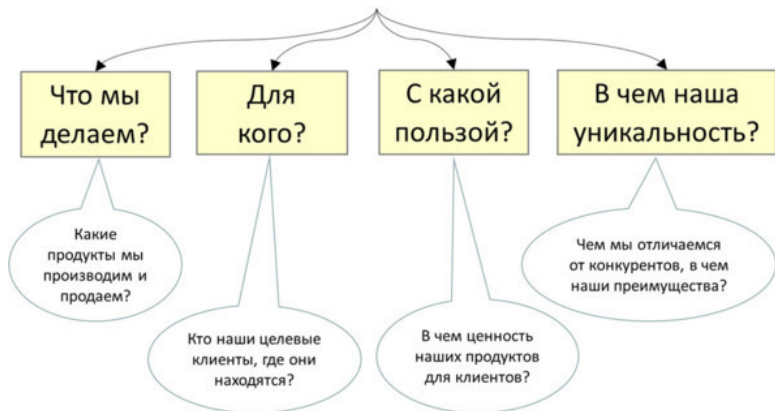 Что мы
делаем?
Для
кого?
С какой
пользой?
В чем наша
уникальность?
Какие
продукты мы
производим и
продаем?
Кто наши целевые
клиенты, где они
находятся?
В чем ценность
наших продуктов
для клиентов?
Чем мы отличаемся
от конкурентов, в чем
наши преимущества?